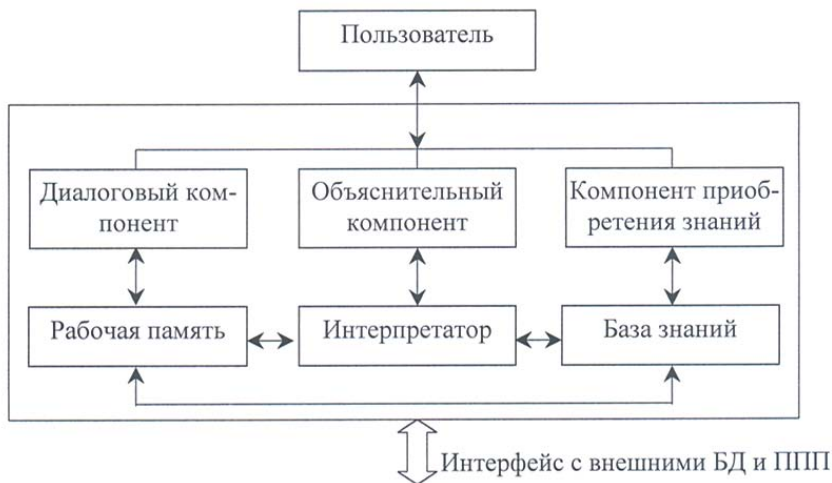 Пользователь
Диалоговый ком-
понент
Объяснительный
компонент
Компонент приоб-
ретения знаний
Рабочая память
Интерпретатор
База знаний
Интерфейс с внешними БД и ППП